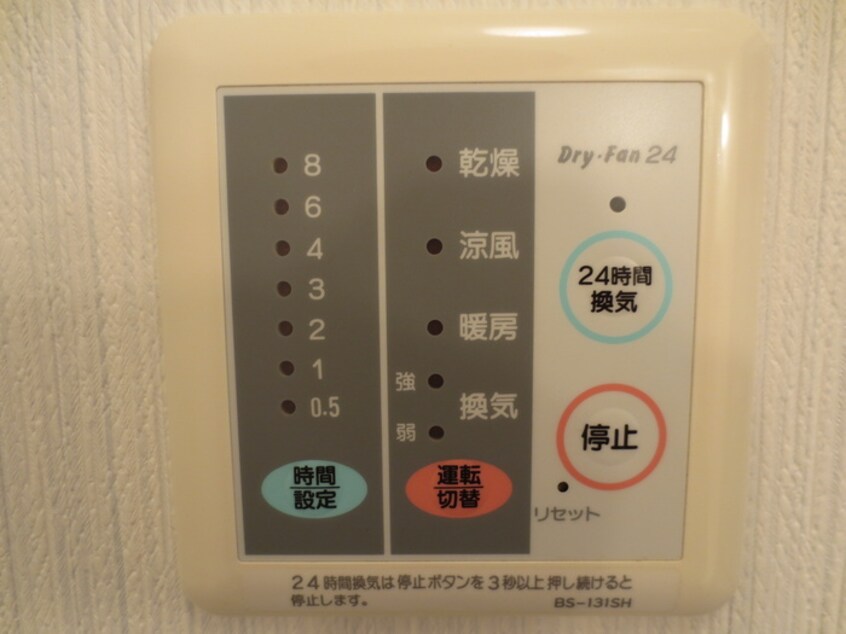 8
6
4
3
2
1
0.5
時間
設定
乾燥
涼風
暖房
強
換気
弱
運転
切替
Dry・Fan 24
24時間
換気
停止
リセット
24時間換気は停止ボタンを3秒以上押し続けると
停止します。
BS-131SH